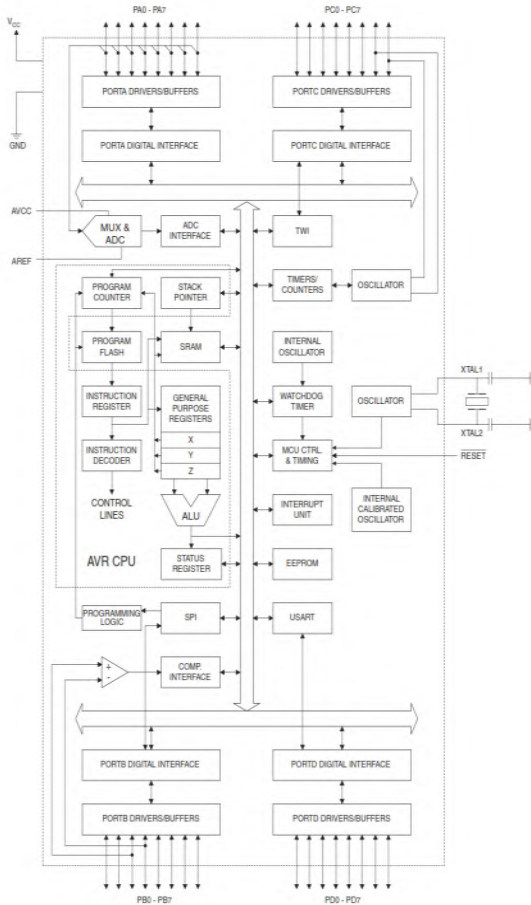 PA0 - PA7
PC0 - PC7
VCC
PORTA DRIVERS/BUFFERS
PORTC DRIVERS/BUFFERS
GND
PORTA DIGITAL INTERFACE
PORTC DIGITAL INTERFACE
AVCC
MUX &
ADC
ADC
INTERFACE
TWI
AREF
PROGRAM
COUNTER
STACK
POINTER
TIMERS/
COUNTERS
OSCILLATOR
PROGRAM
FLASH
SRAM
INTERNAL
OSCILLATOR
XTAL1
INSTRUCTION
REGISTER
GENERAL
PURPOSE
REGISTERS
WATCHDOG
TIMER
OSCILLATOR
XTAL2
X
INSTRUCTION
DECODER
Y
Z
MCU CTRL.
& TIMING
RESET
CONTROL
LINES
ALU
INTERRUPT
UNIT
INTERNAL
CALIBRATED
OSCILLATOR
AVR CPU
STATUS
REGISTER
EEPROM
PROGRAMMING
LOGIC
SPI
USART
+
-
COMP.
INTERFACE
PORTB DIGITAL INTERFACE
PORTD DIGITAL INTERFACE
PORTB DRIVERS/BUFFERS
PORTD DRIVERS/BUFFERS
PB0 - PB7
PD0 - PD7